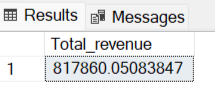 Results Messages
Total_revenue
1 817860.05083847